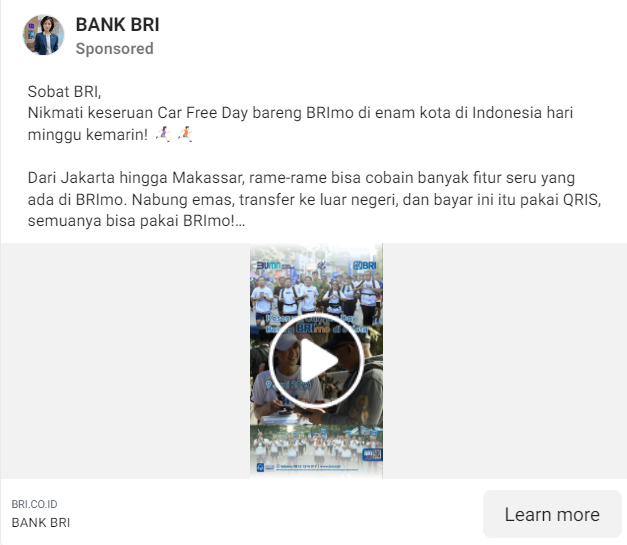 BANK BRI
Sponsored
Sobat BRI,
Nikmati keseruan Car Free Day bareng BRImo di enam kota di Indonesia hari
minggu kemarin!
Dari Jakarta hingga Makassar, rame-rame bisa cobain banyak fitur seru yang
ada di BRImo. Nabung emas, transfer ke luar negeri, dan bayar ini itu pakai QRIS,
semuanya bisa pakai BRImo!...
BUMN
BRI
BRImo di
BRI.CO.ID
BANK BRI
Learn more